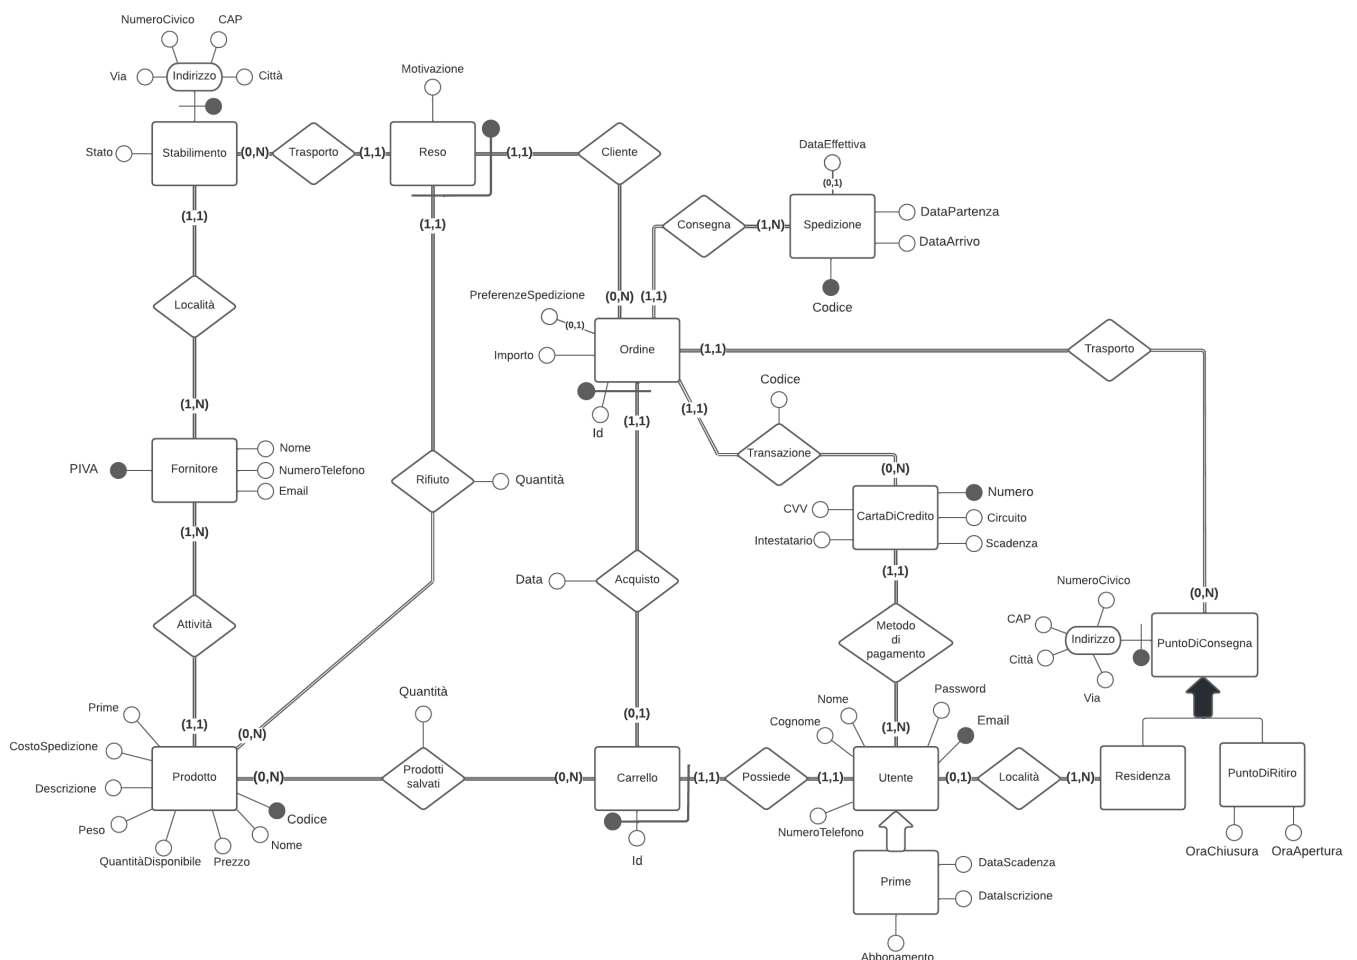 NumeroCivico CAP
Via Indirizzo Città
Motivazione
Stato Stabilimento (0,N) Trasporto (1,1) Reso (1,1) Cliente
DataEffettiva
(0,1)
(1,1) (1,1) Consegna (1,N) Spedizione DataPartenza
DataArrivo
Codice
Località
PreferenzeSpedizione (0,N) (1,1)
(0,1)
Importo Ordine (1,1) Trasporto
Id
(1,N) (1,1) (1,1) Codice
PIVA Fornitore Nome
NumeroTelefono
Email
Rifiuto Quantità
Transazione (0,N)
CVV CartaDiCredito Numero
Intestatario Circuito
Scadenza
(1,N) (1,1)
Data Acquisto
Attività
Metodo
di
pagamento
NumeroCivico (0,N)
CAP Indirizzo PuntoDiConsegna
Città Via
Prime (1,1) (0,N)
Quantità
(0,1)
Nome Password
Cognome (1,N) Email
CostoSpedizione
Descrizione Prodotto (0,N) Prodotti
salvati
(0,N) Carrello (1,1) Possiede (1,1) Utente (0,1) Località (1,N) Residenza PuntoDiRitiro
Peso Codice
QuantitàDisponibile Prezzo Nome
Id
NumeroTelefono
OraChiusura OraApertura
Prime DataScadenza
DataIscrizione
Abbonamento